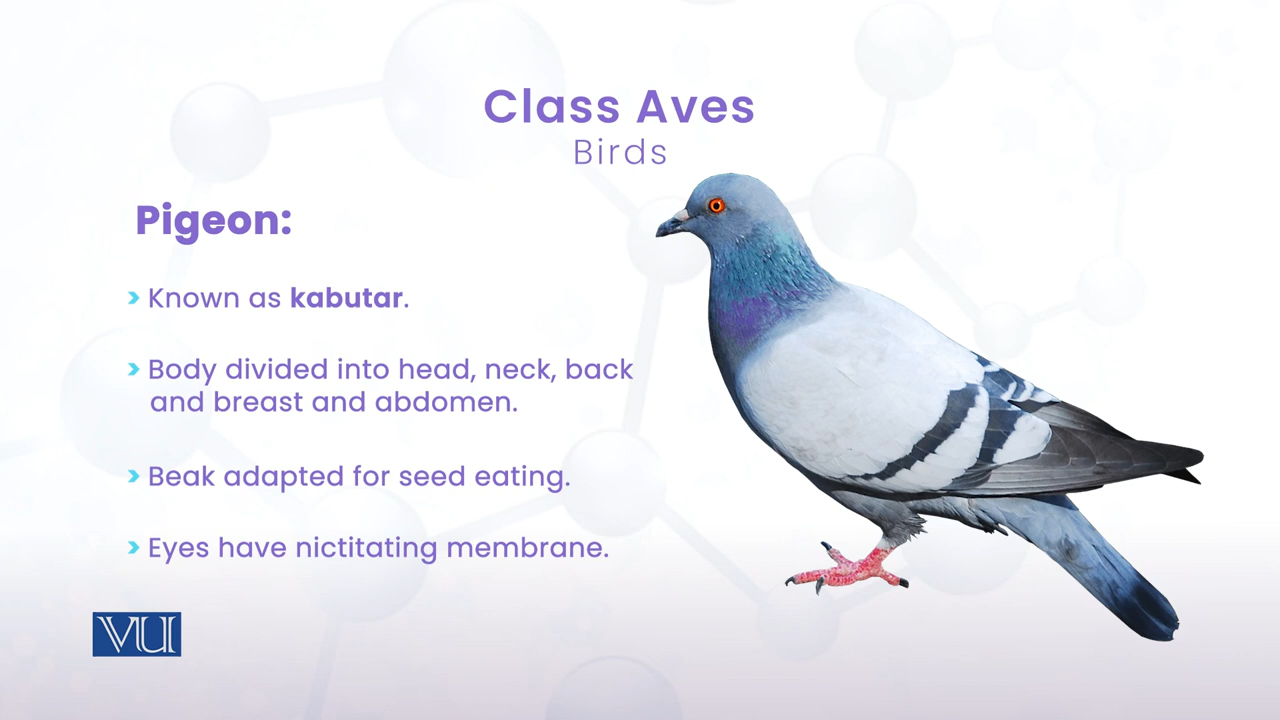 Class Aves
Birds
Pigeon:
› Known as kabutar.
› Body divided into head, neck, back
and breast and abdomen.
› Beak adapted for seed eating.
› Eyes have nictitating membrane.
VU